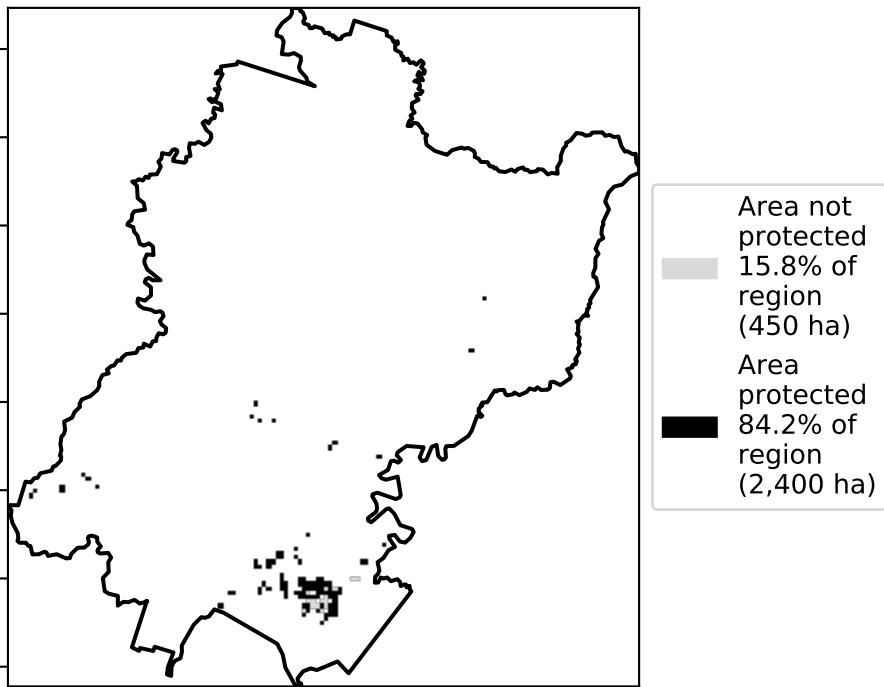 Area not
protected
15.8% of
region
(450 ha)
Area
protected
84.2% of
region
(2,400 ha)